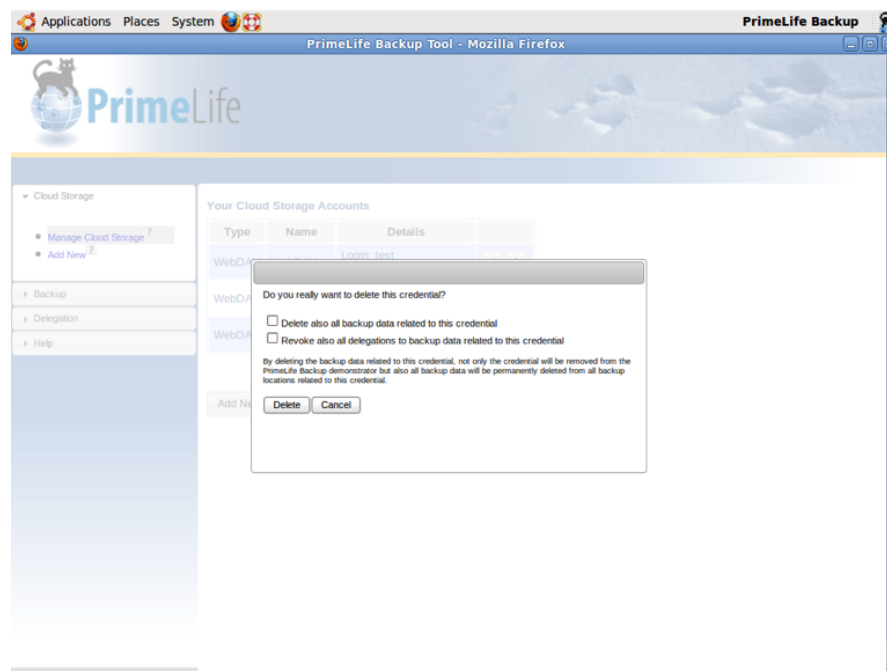 Applications Places System PrimeLife Backup
PrimeLife Backup Tool - Mozilla Firefox
PrimeLife
Cloud Storage
Manage Cloud Storage ?
Add New ?
Backup
Delegation
Help
Your Cloud Storage Accounts
Type Name Details
WebDA Login: test
WebDA
WebDA
Add Ne
Do you really want to delete this credential?
Delete also all backup data related to this credential
Revoke also all delegations to backup data related to this credential
By deleting the backup data related to this credential, not only the credential will be removed from the
PrimeLife Backup demonstrator but also all backup data will be permanently deleted from all backup
locations related to this credential.
Delete Cancel